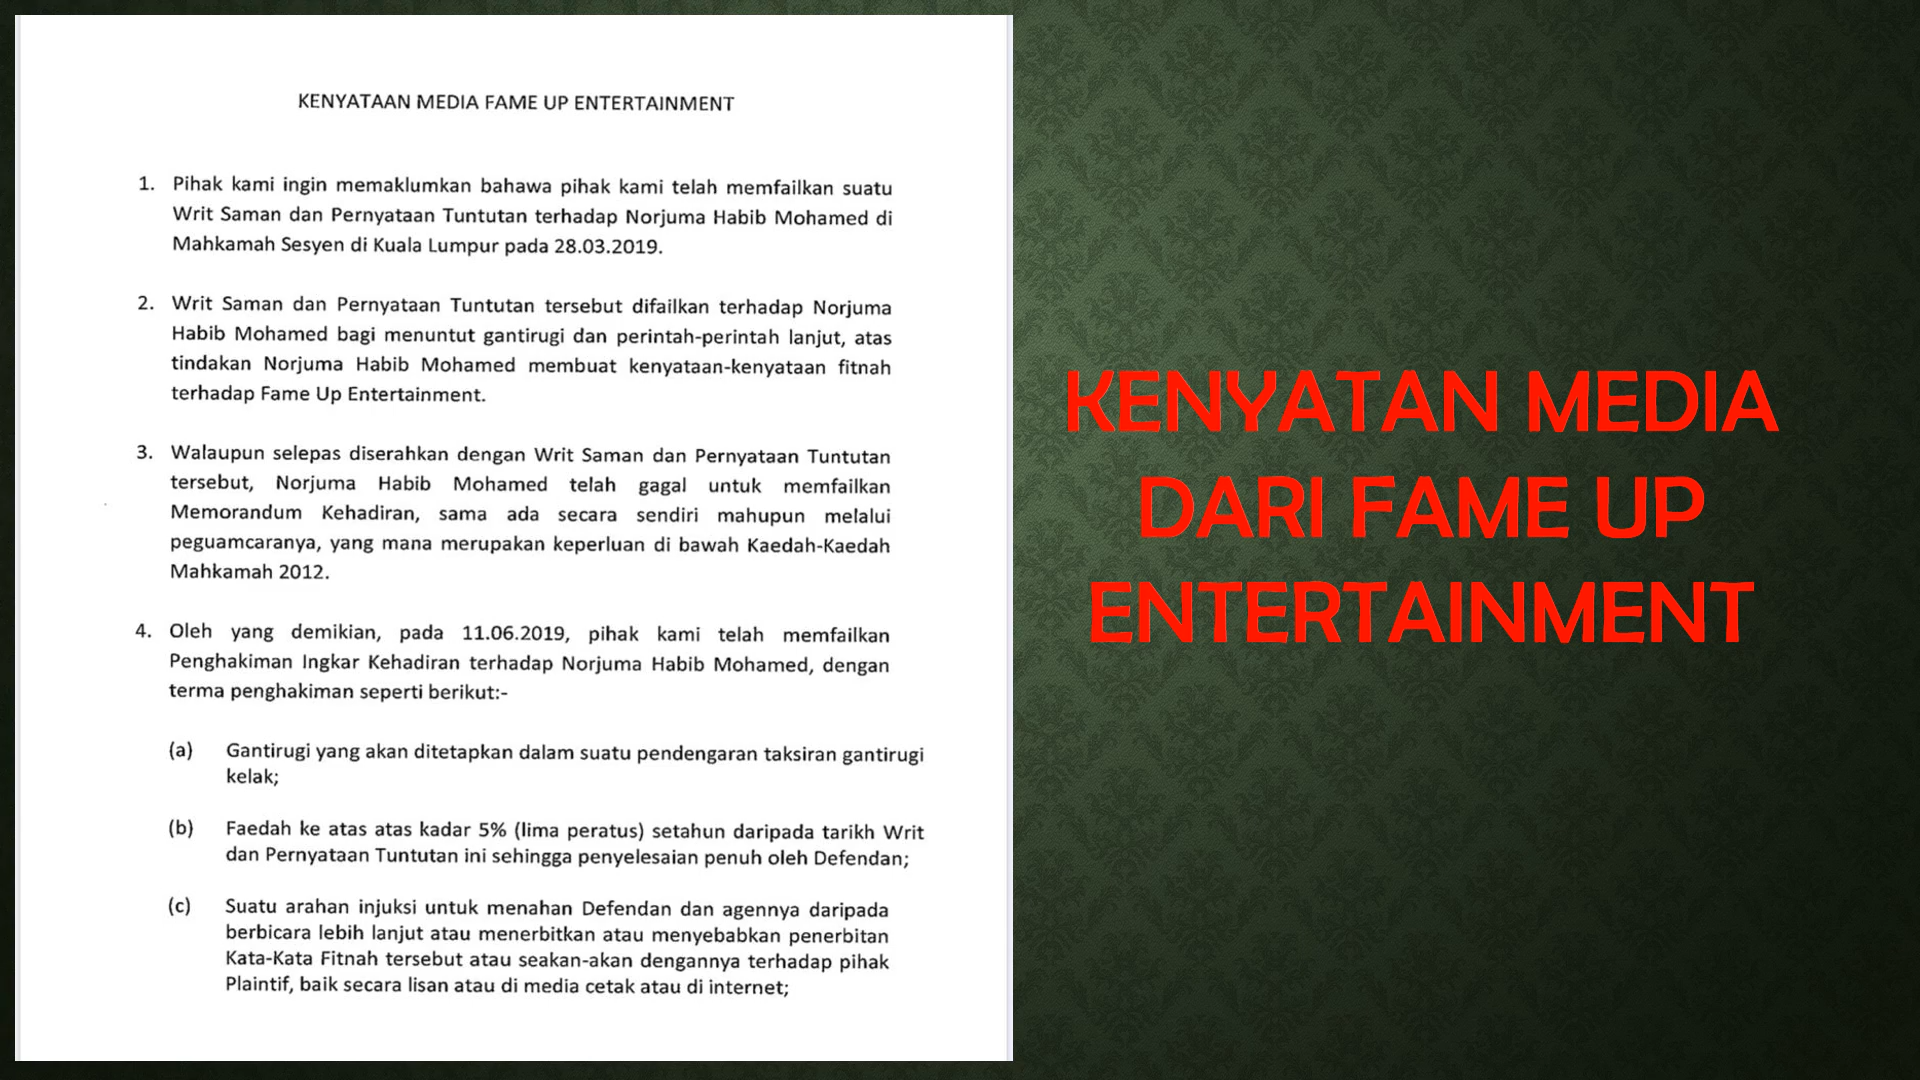 KENYATAAN MEDIA FAME UP ENTERTAINMENT
1. Pihak kami ingin memaklumkan bahawa pihak kami telah memfailkan suatu
Writ Saman dan Pernyataan Tuntutan terhadap Norjuma Habib Mohamed di
Mahkamah Sesyen di Kuala Lumpur pada 28.03.2019.
2. Writ Saman dan Pernyataan Tuntutan tersebut difailkan terhadap Norjuma
Habib Mohamed bagi menuntut gantirugi dan perintah-perintah lanjut, atas
tindakan Norjuma Habib Mohamed membuat kenyataan-kenyataan fitnah
terhadap Fame Up Entertainment.
3. Walaupun selepas diserahkan dengan Writ Saman dan Pernyataan Tuntutan
tersebut, Norjuma Habib Mohamed telah gagal untuk memfailkan
Memorandum Kehadiran, sama ada secara sendiri mahupun melalui
peguamcaranya, yang mana merupakan keperluan di bawah Kaedah-Kaedah
Mahkamah 2012.
4. Oleh yang demikian, pada 11.06.2019, pihak kami telah memfailkan
Penghakiman Ingkar Kehadiran terhadap Norjuma Habib Mohamed, dengan
terma penghakiman seperti berikut:-
(a) Gantirugi yang akan ditetapkan dalam suatu pendengaran taksiran gantirugi
kelak;
(b) Faedah ke atas atas kadar 5% (lima peratus) setahun daripada tarikh Writ
dan Pernyataan Tuntutan ini sehingga penyelesaian penuh oleh Defendan;
(c) Suatu arahan injuksi untuk menahan Defendan dan agennya daripada
berbicara lebih lanjut atau menerbitkan atau menyebabkan penerbitan
Kata-Kata Fitnah tersebut atau seakan-akan dengannya terhadap pihak
Plaintif, baik secara lisan atau di media cetak atau di internet;
KENYATAN MEDIA
DARI FAME UP
ENTERTAINMENT